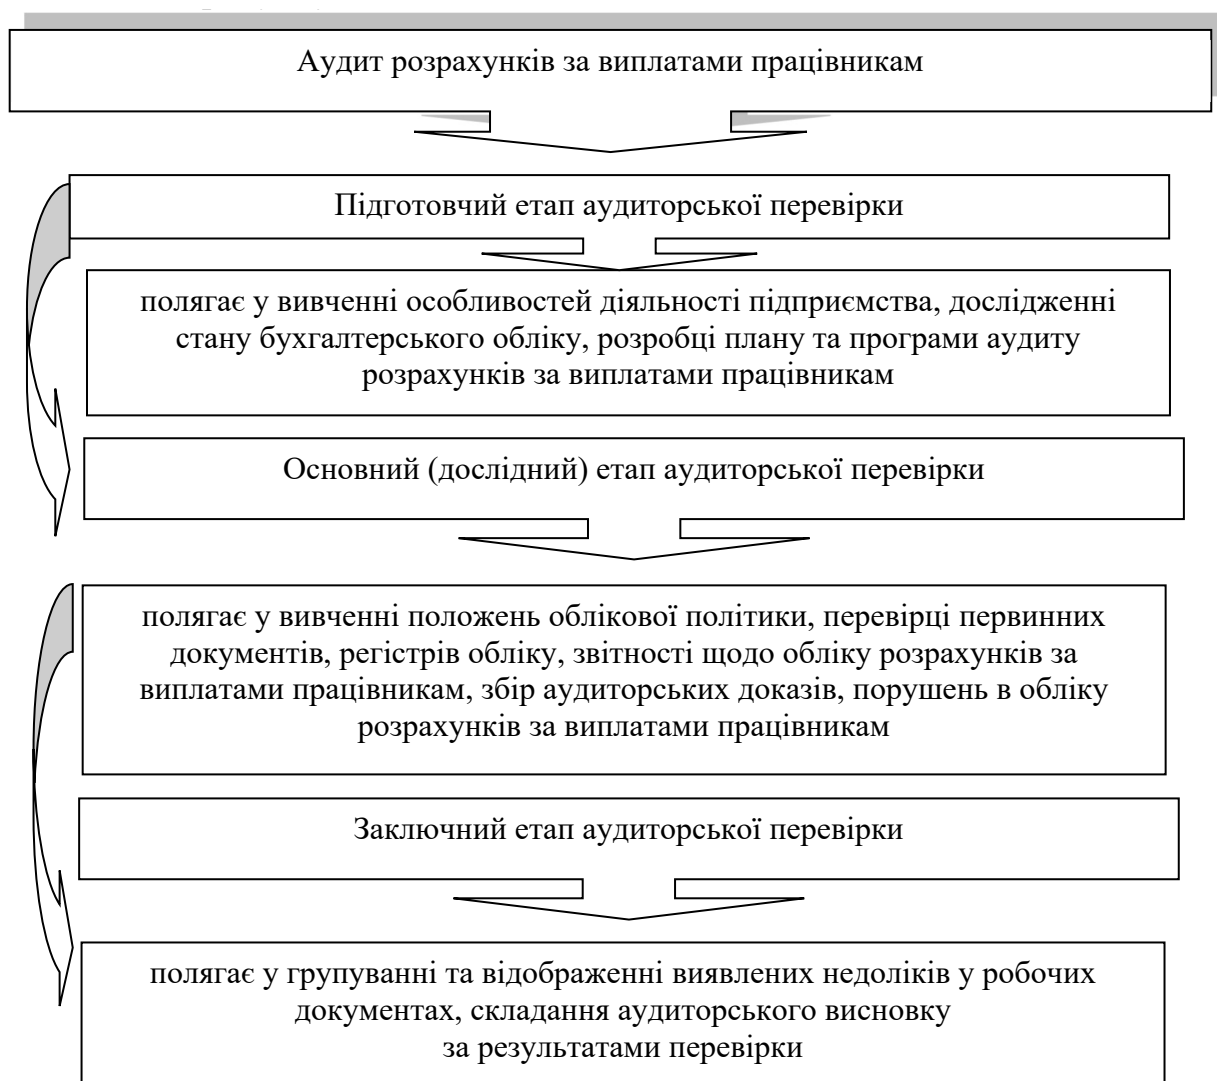 Аудит розрахунків за виплатами працівникам
Підготовчий етап аудиторської перевірки
полягає у вивченні особливостей діяльності підприємства, дослідженні
стану бухгалтерського обліку, розробці плану та програми аудиту
розрахунків за виплатами працівникам
Основний (дослідний) етап аудиторської перевірки
полягає у вивченні положень облікової політики, перевірці первинних
документів, регістрів обліку, звітності щодо обліку розрахунків за
виплатами працівникам, збір аудиторських доказів, порушень в обліку
розрахунків за виплатами працівникам
Заключний етап аудиторської перевірки
полягає у групуванні та відображенні виявлених недоліків у робочих
документах, складання аудиторського висновку
за результатами перевірки